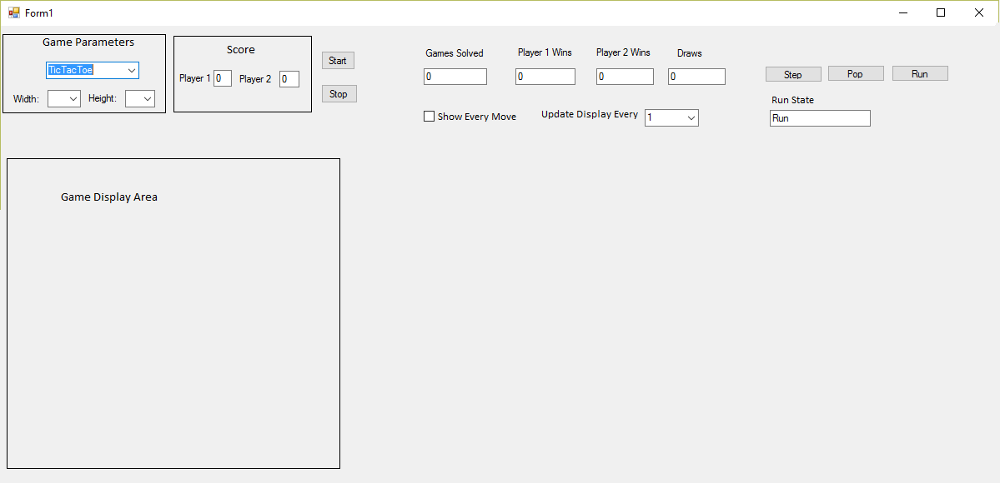 Form1
Game Parameters
TicTacToe
Width:
Height:
Score
Player 1 0
Player 2 0
Start
Stop
Games Solved
0
Player 1 Wins
0
Player 2 Wins
0
Draws
0
Show Every Move
Update Display Every 1
Step
Pop
Run
Run State
Run
Game Display Area